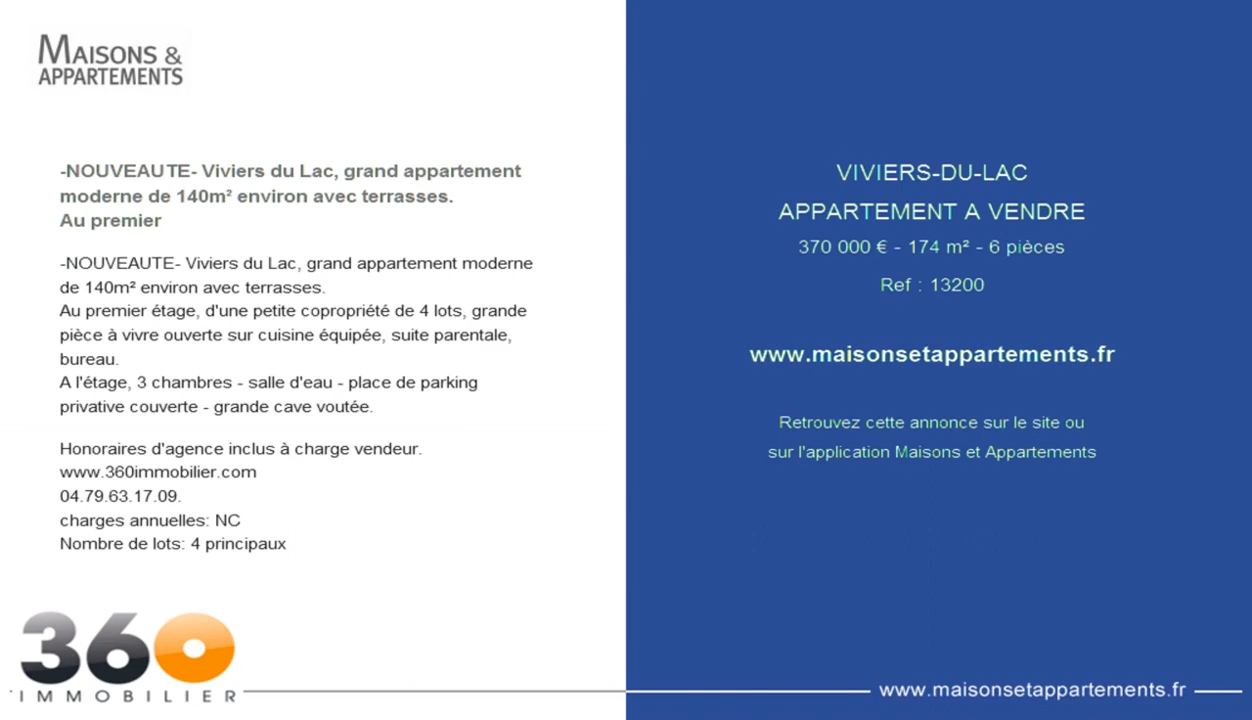 MAISONS &
APPARTEMENTS
-NOUVEAUTE- Viviers du Lac, grand appartement
moderne de 140m² environ avec terrasses.
Au premier
-NOUVEAUTE- Viviers du Lac, grand appartement moderne
de 140m² environ avec terrasses.
Au premier étage, d'une petite copropriété de 4 lots, grande
pièce à vivre ouverte sur cuisine équipée, suite parentale,
bureau.
A l'étage, 3 chambres - salle d'eau - place de parking
privative couverte - grande cave voutée.
Honoraires d'agence inclus à charge vendeur.
www.360immobilier.com
04.79.63.17.09.
charges annuelles: NC
Nombre de lots: 4 principaux
360
IMMOBILIER
VIVIERS-DU-LAC
APPARTEMENT A VENDRE
370 000 € - 174 m² - 6 pièces
Ref : 13200
www.maisonsetappartements.fr
Retrouvez cette annonce sur le site ou
sur l'application Maisons et Appartements
www.maisonsetappartements.fr